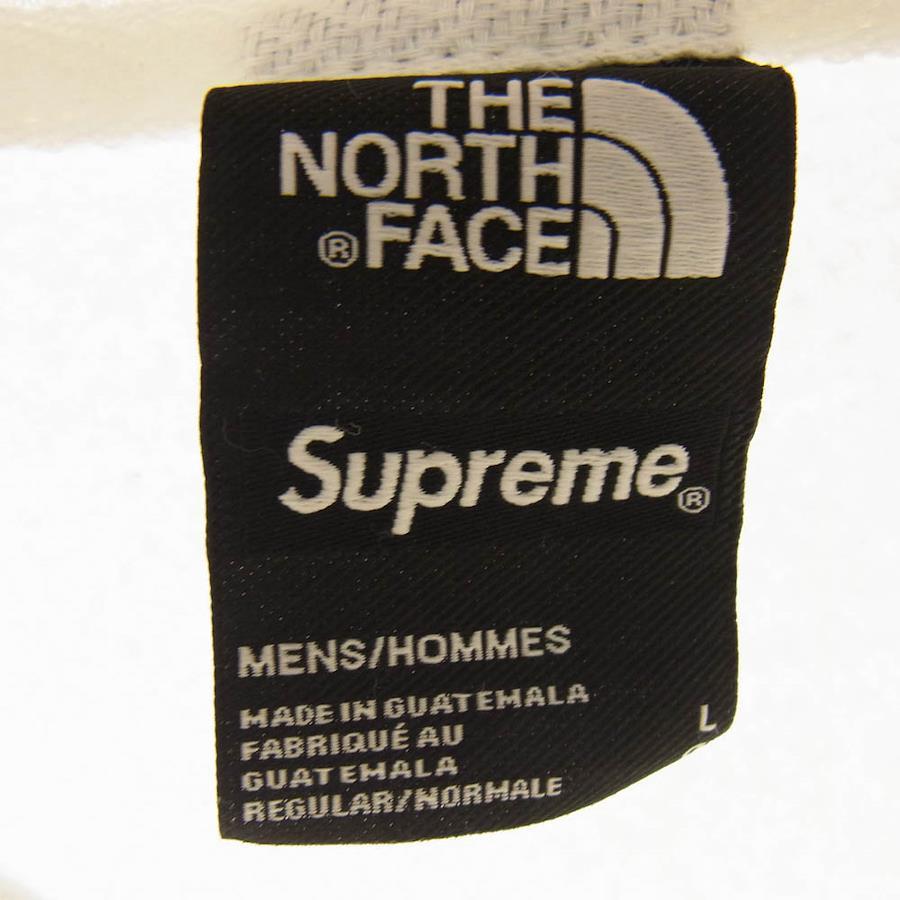 THE
NORTH
® FACE
Supreme®
MENS/HOMMES
MADE IN GUATEMALA
FABRIQUÉ AU
GUATEMALA
REGULAR/NORMALE
L